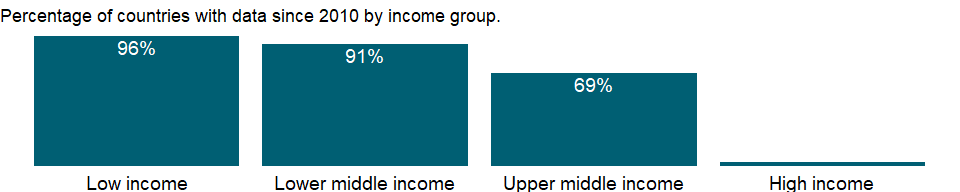 Percentage of countries with data since 2010 by income group.
96%
91%
69%
Low income
Lower middle income
Upper middle income
High income